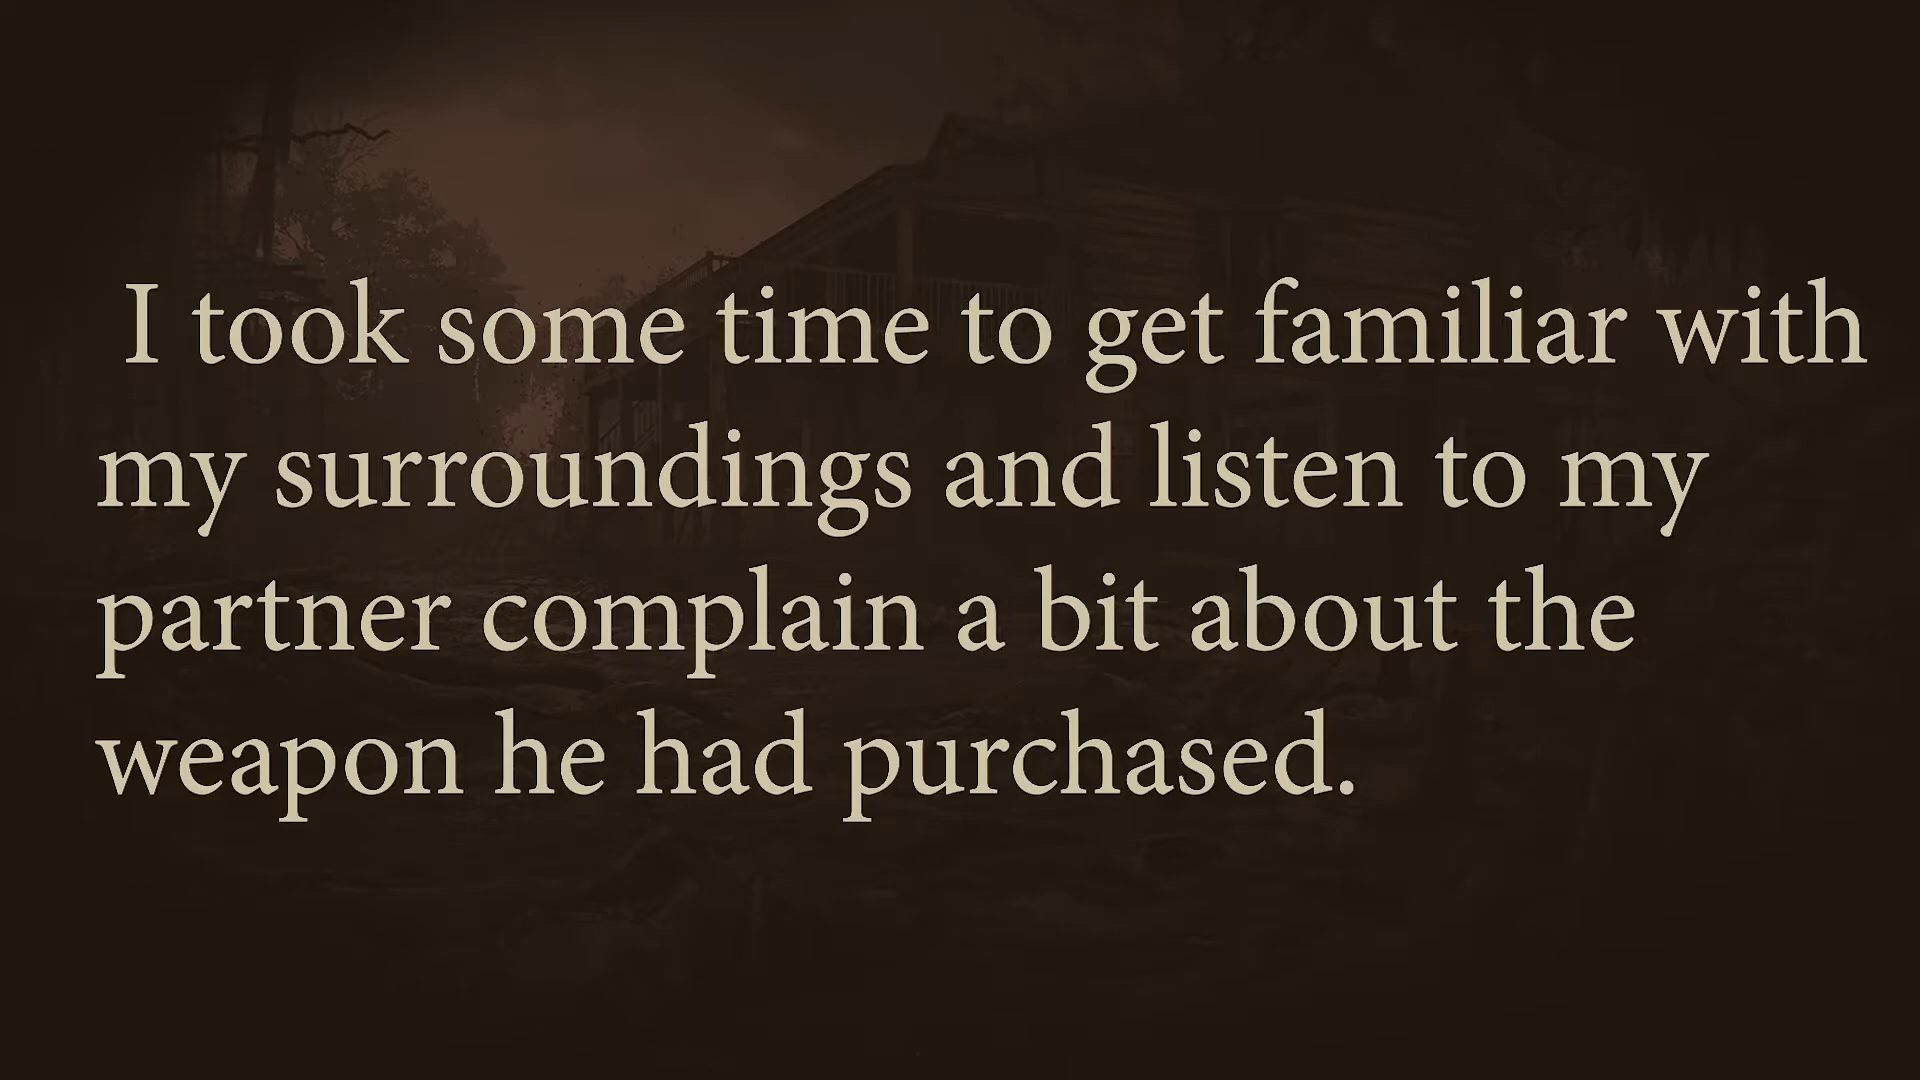 I took some time to get familiar with
my surroundings and listen to my
partner complain a bit about the
weapon he had purchased.